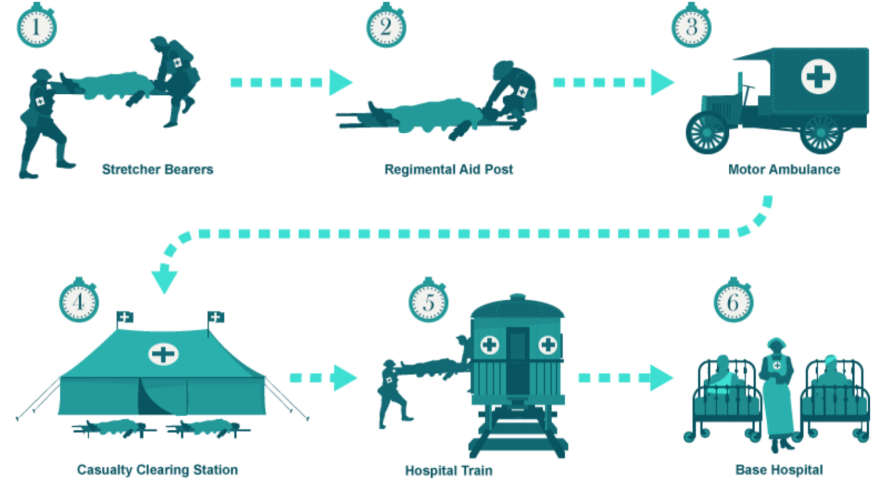 1
2
3
Stretcher Bearers
Regimental Aid Post
Motor Ambulance
4
5
6
Casualty Clearing Station
Hospital Train
Base Hospital